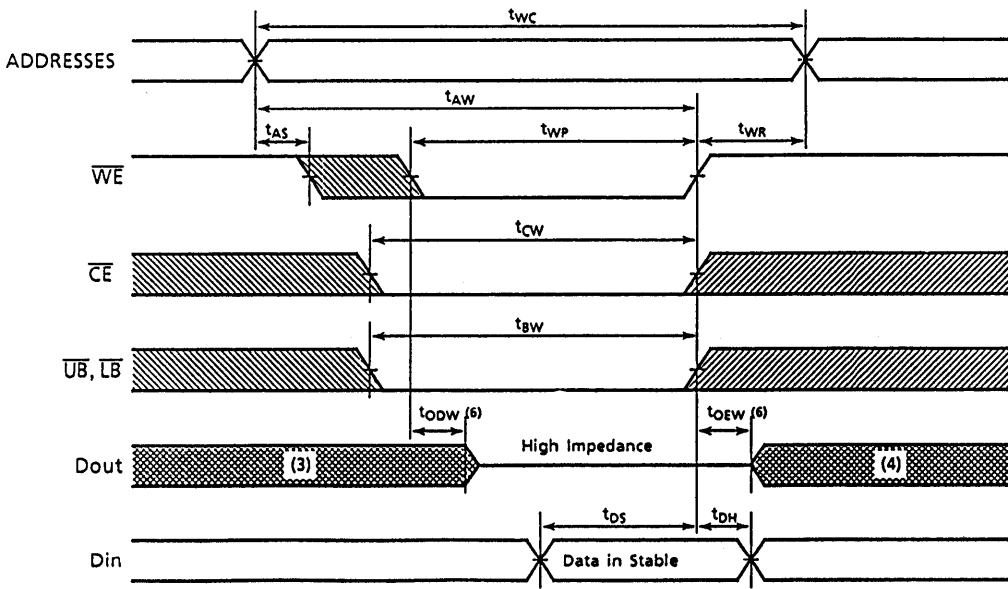 tWC
ADDRESSES
tAW
tAS
tWP
tWR
WE
tCW
CE
tBW
UB, LB
tODW (6)
tOEW (6)
High Impedance
Dout
(3)
(4)
tDS
tDH
Din
Data in Stable